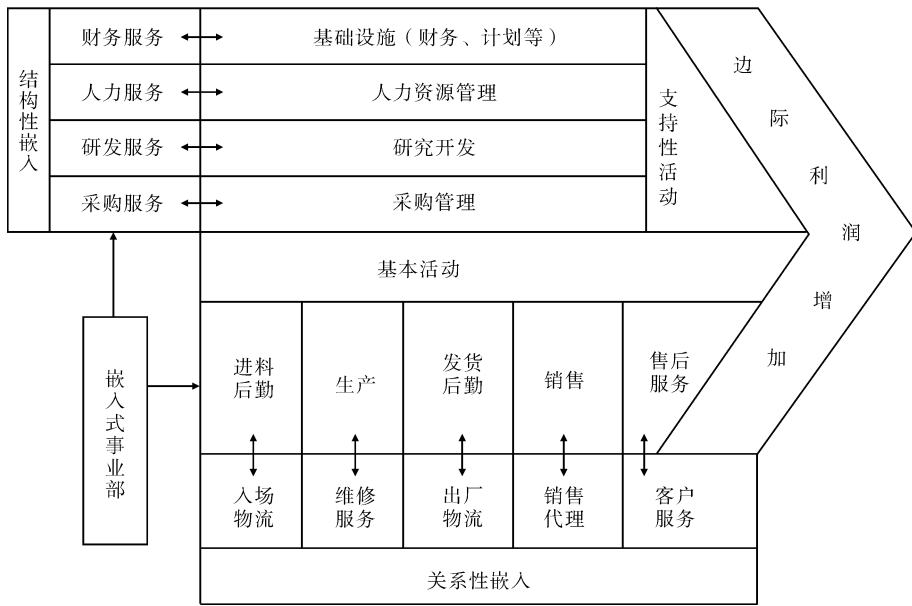 结构性嵌入
财务服务
基础设施（财务、计划等）
人力服务
人力资源管理
研发服务
研究开发
采购服务
采购管理
支持性活动
边际利润增加
基本活动
嵌入式事业部
进料
后勤
生产
发货
后勤
销售
售后
服务
入场
物流
维修
服务
出厂
物流
销售
代理
客户
服务
关系性嵌入